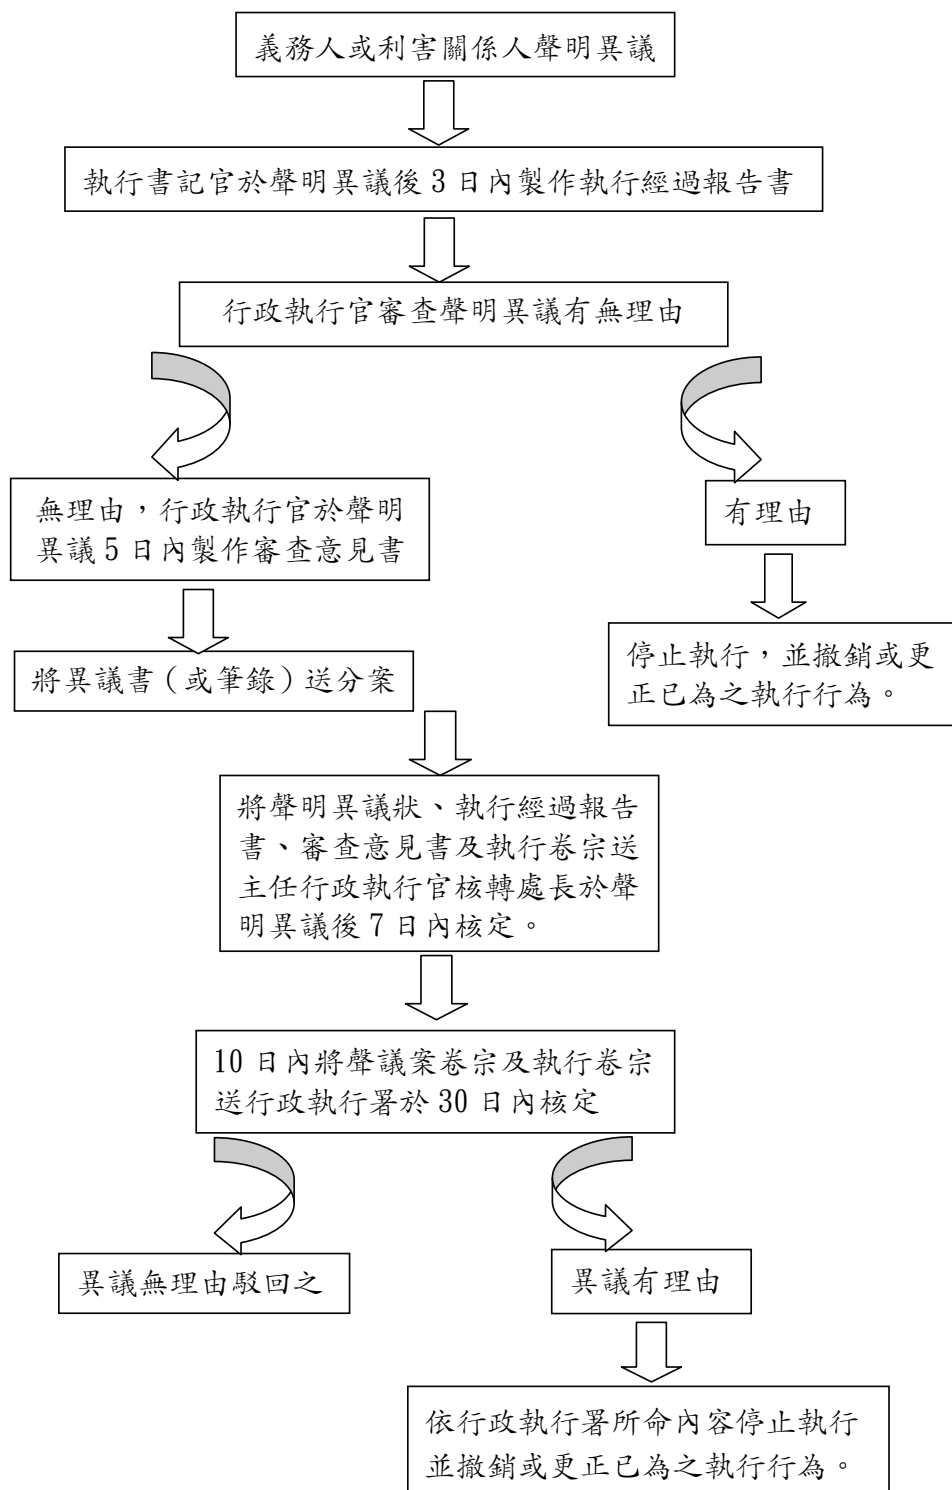 義務人或利害關係人聲明異議
執行書記官於聲明異議後 3 日內製作執行經過報告書
行政執行官審查聲明異議有無理由
無理由，行政執行官於聲明
異議 5 日內製作審查意見書
有理由
停止執行，並撤銷或更
正已為之執行行為。
將異議書（或筆錄）送分案
將聲明異議狀、執行經過報告
書、審查意見書及執行卷宗送
主任行政執行官核轉處長於聲
明異議後 7 日內核定。
10 日內將聲議案卷宗及執行卷宗
送行政執行署於 30 日內核定
異議無理由駁回之
異議有理由
依行政執行署所命內容停止執行
並撤銷或更正已為之執行行為。